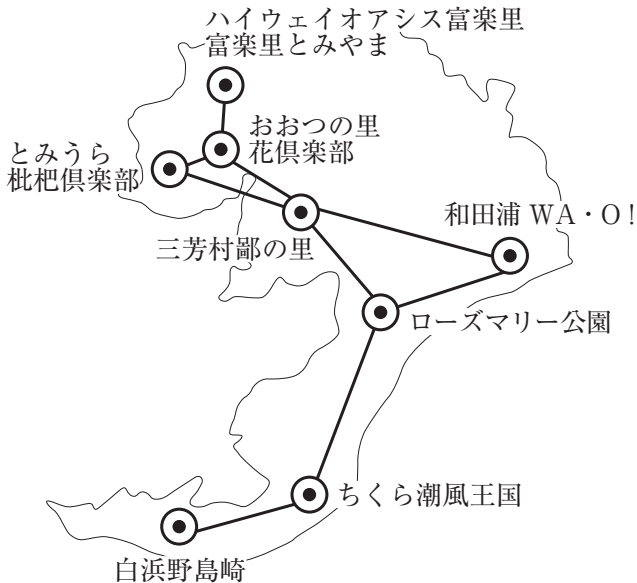 ハイウェイオアシス富楽里
富楽里とみやま
おおつの里
花倶楽部
とみうら
枇杷倶楽部
和田浦 WA・O!
三芳村鄙の里
ローズマリー公園
ちくら潮風王国
白浜野島崎